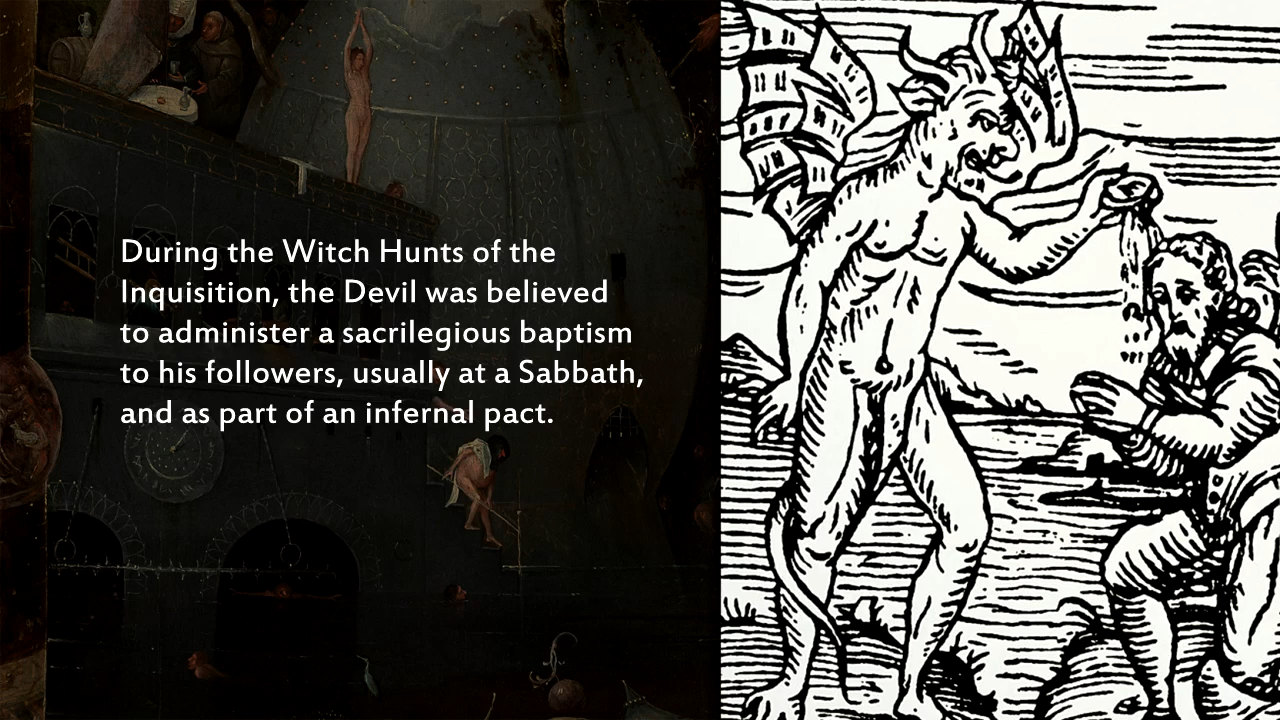 During the Witch Hunts of the
Inquisition, the Devil was believed
to administer a sacrilegious baptism
to his followers, usually at a Sabbath,
and as part of an infernal pact.